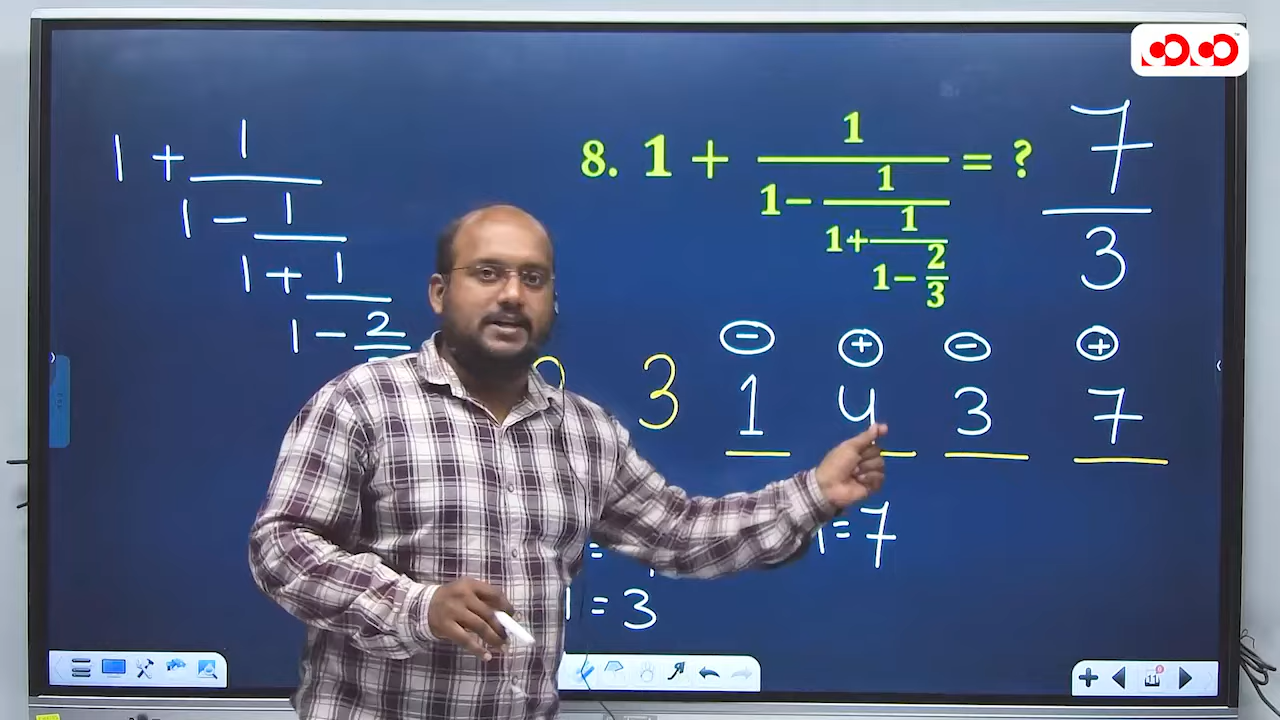 1 + 1
1 - 1
1 + 1
1 - 2
8. 1 + 1 = ?
1- 1
1+ 1
1- 2
3
7
3
- + - +
3 1 4 3 7
= 7
= 3